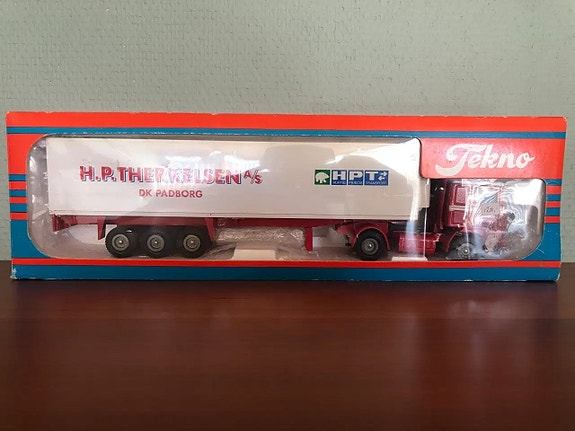 Tekno
H.P. THERKELSEN A/S
DK PADBORG
HPT